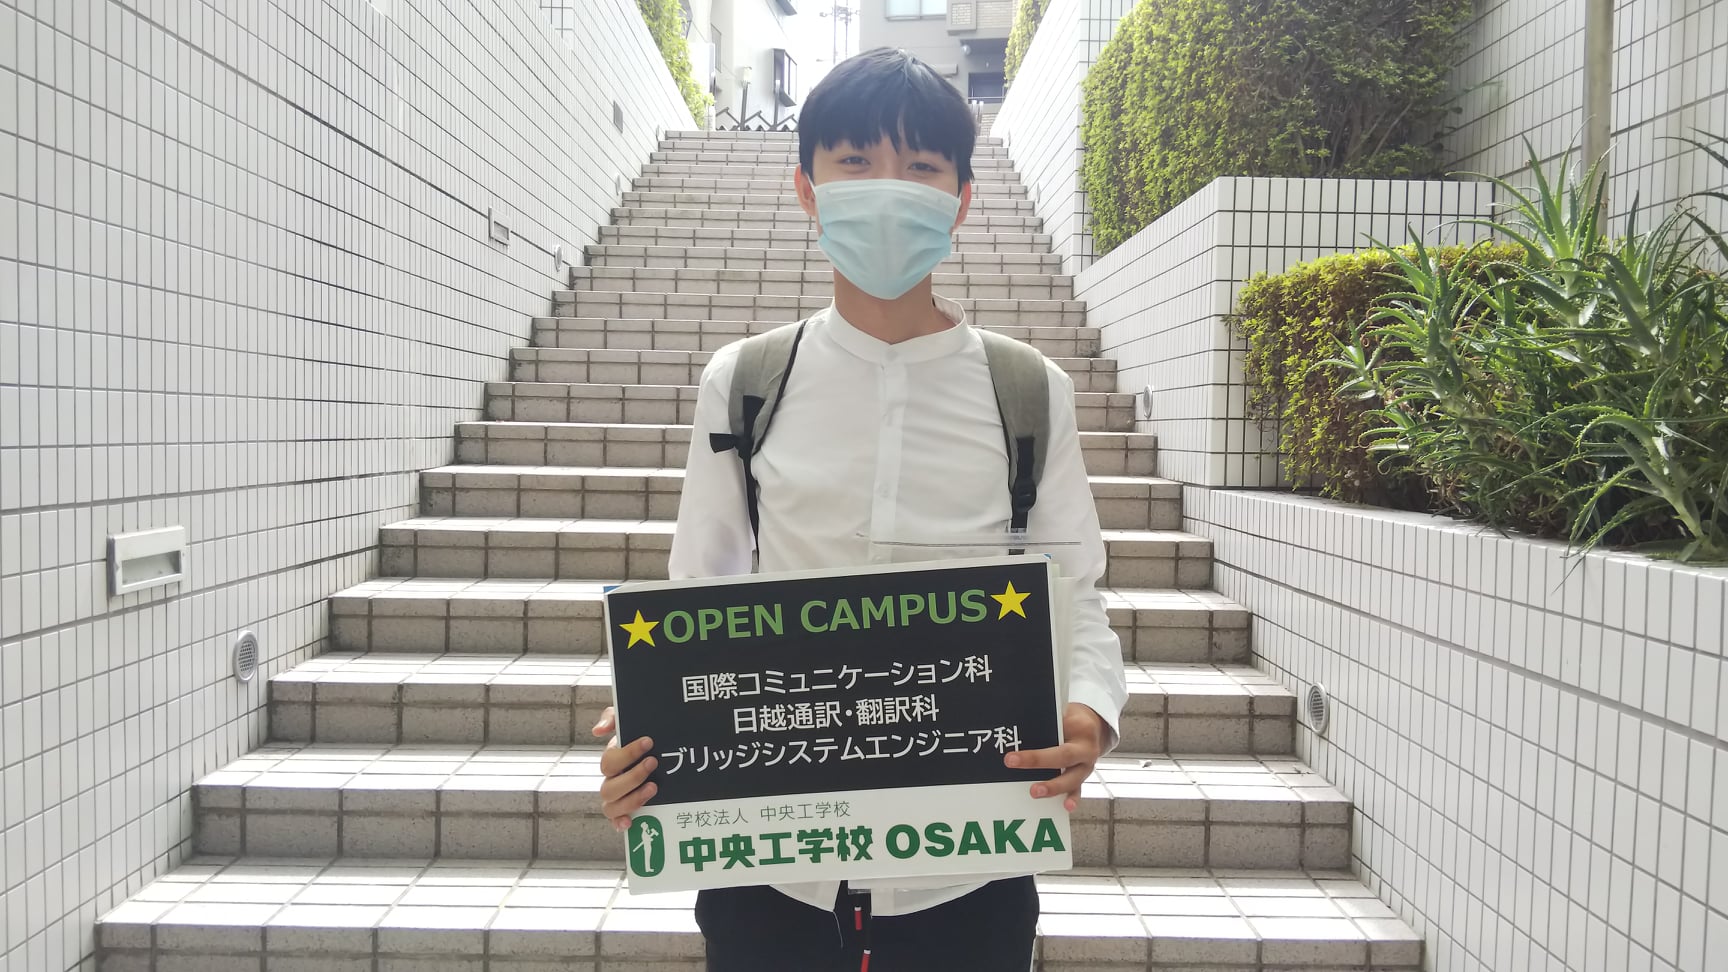 ★OPEN CAMPUS★
国際コミュニケーション科
日越通訳・翻訳科
ブリッジシステムエンジニア科
学校法人 中央工学校
中央工学校 OSAKA